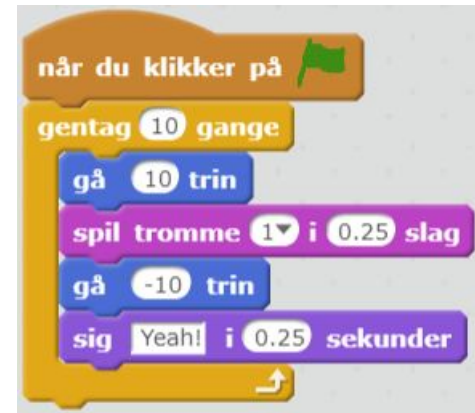 når du klikker på
gentag 10 gange
gå 10 trin
spil tromme 1 i 0.25 slag
gå -10 trin
sig Yeah! i 0.25 sekunder